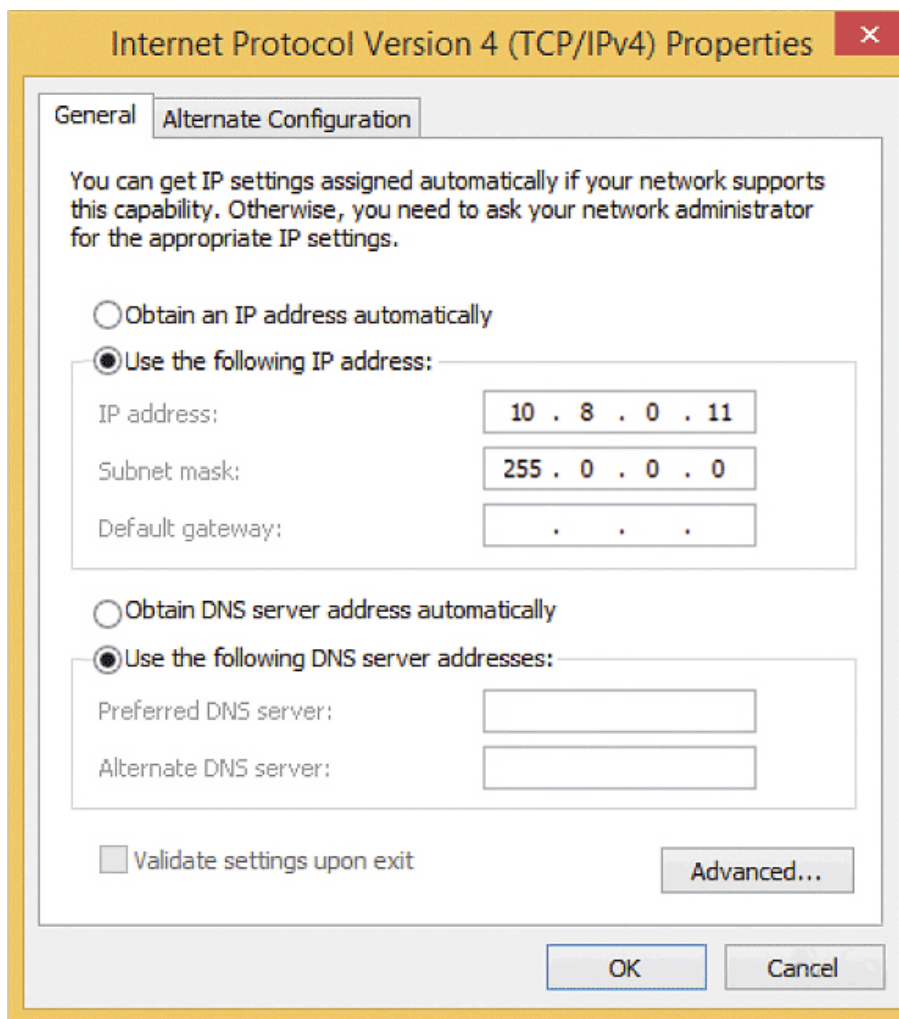 Internet Protocol Version 4 (TCP/IPv4) Properties
General
Alternate Configuration
You can get IP settings assigned automatically if your network supports
this capability. Otherwise, you need to ask your network administrator
for the appropriate IP settings.
Obtain an IP address automatically
Use the following IP address:
IP address: 10 . 8 . 0 . 11
Subnet mask: 255 . 0 . 0 . 0
Default gateway: . . .
Obtain DNS server address automatically
Use the following DNS server addresses:
Preferred DNS server:
Alternate DNS server:
Validate settings upon exit
Advanced...
OK
Cancel